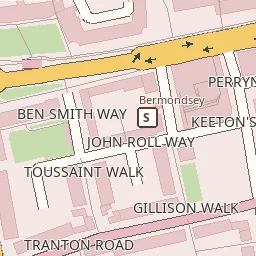 PERRYN
Bermondsey
BEN SMITH WAY
S
KEETON'S
JOHN ROLL WAY
TOUSSAINT WALK
GILLISON WALK
TRANTON ROAD